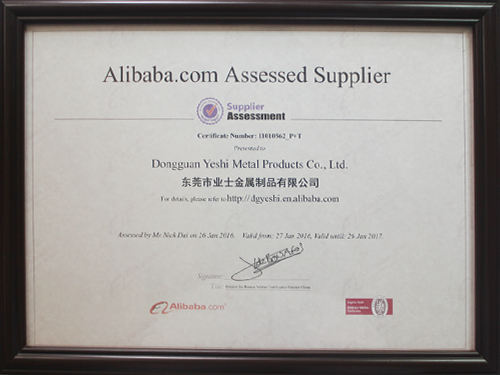 Alibaba.com Assessed Supplier
Supplier
Assessment
Certificate Number: 11010362_P+T
Presented to
Dongguan Yeshi Metal Products Co., Ltd.
东莞市业士金属制品有限公司
For details, please refer to http://dgyeshi.en.alibaba.com
Assessed by Mr. Nick Dai on 26 Jan 2016. Valid from: 27 Jan 2016, Valid until: 29 Jan 2017.
Signature
Title
Alibaba.com